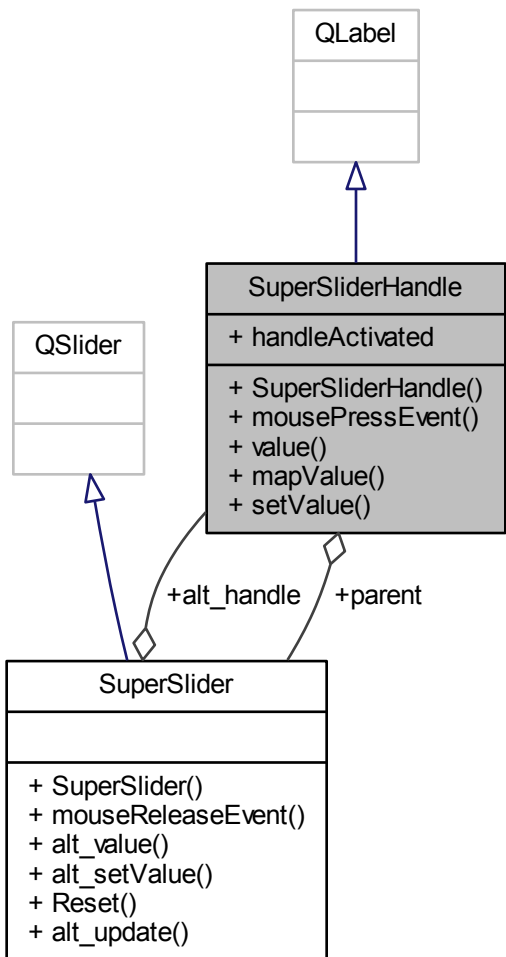 QLabel
SuperSliderHandle
+ handleActivated
+ SuperSliderHandle()
+ mousePressEvent()
+ value()
+ mapValue()
+ setValue()
QSlider
+alt_handle
+parent
SuperSlider
+ SuperSlider()
+ mouseReleaseEvent()
+ alt_value()
+ alt_setValue()
+ Reset()
+ alt_update()